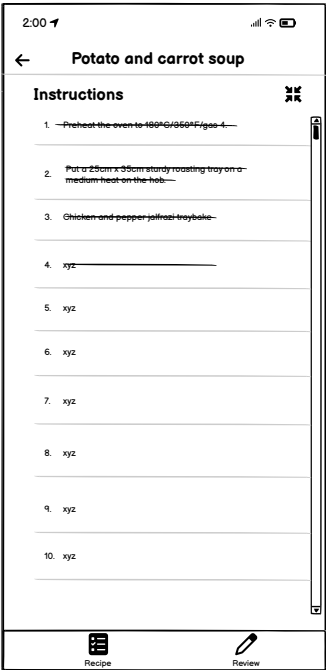 2:00
Potato and carrot soup
Instructions
1. Preheat the oven to 180°C/350°F/gas 4.
2. Put a 25cm x 35cm sturdy roasting tray on a
medium heat on the hob.
3. Chicken and pepper jalfrazi traybake
4. xyz
5. xyz
6. xyz
7. xyz
8. xyz
9. xyz
10. xyz
Recipe Review